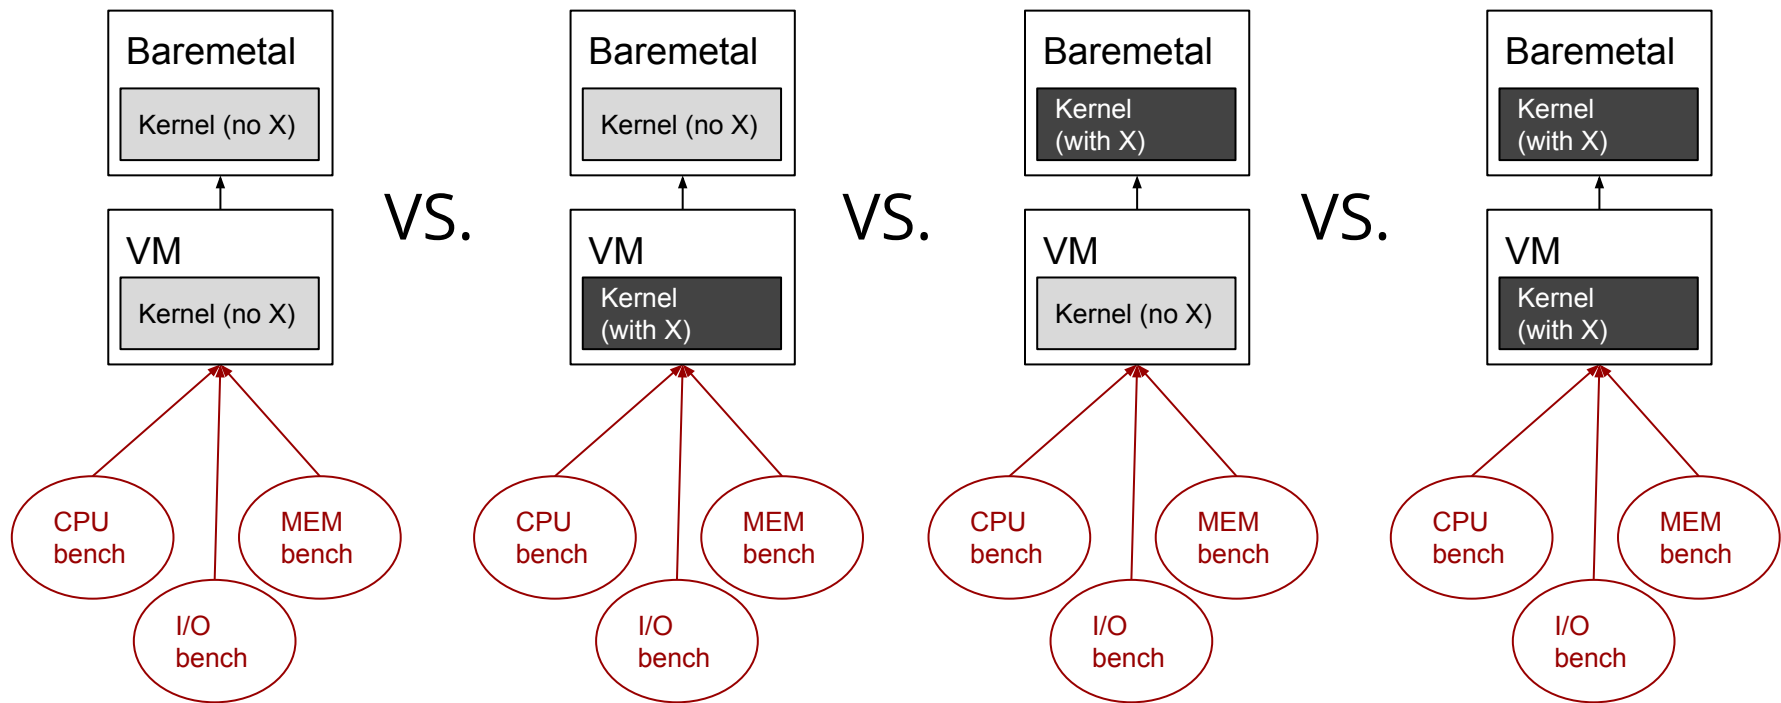 Baremetal
Kernel (no X)
VM
Kernel (no X)
CPU
bench
I/O
bench
MEM
bench
VS.
Baremetal
Kernel (no X)
VM
Kernel
(with X)
CPU
bench
I/O
bench
MEM
bench
VS.
Baremetal
Kernel
(with X)
VM
Kernel (no X)
CPU
bench
I/O
bench
MEM
bench
VS.
Baremetal
Kernel
(with X)
VM
Kernel
(with X)
CPU
bench
I/O
bench
MEM
bench